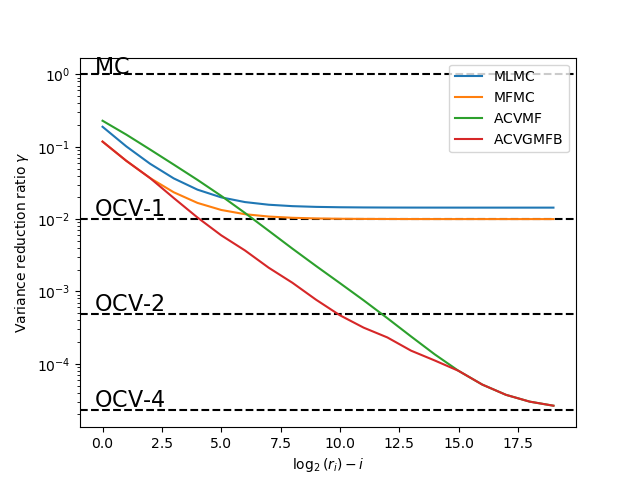 MC
OCV-1
OCV-2
OCV-4
MLMC
MFMC
ACVMF
ACVGMFB
Variance reduction ratio γ
10⁰
10⁻¹
10⁻²
10⁻³
10⁻⁴
0.0 2.5 5.0 7.5 10.0 12.5 15.0 17.5
log₂ (rᵢ) − i